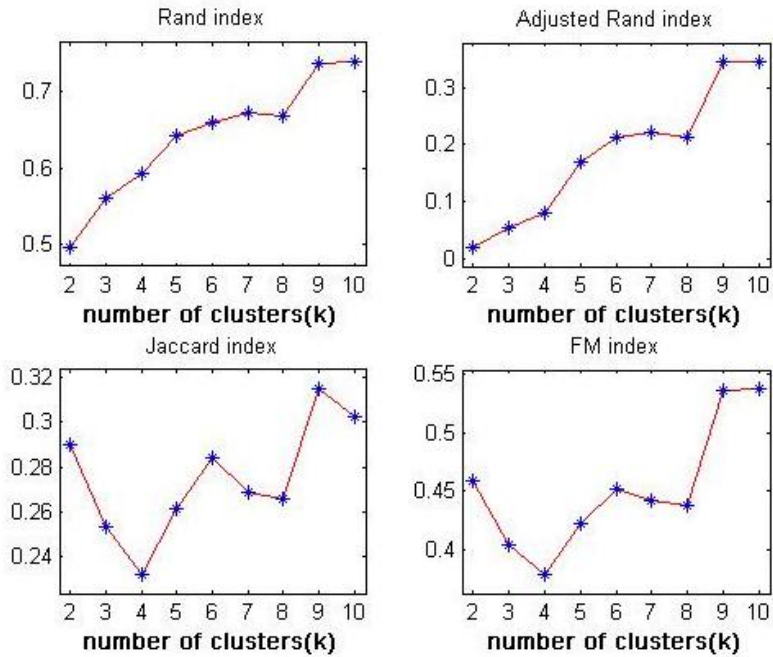 Rand index
0.7
0.6
0.5
2 3 4 5 6 7 8 9 10
number of clusters(k)
Adjusted Rand index
0.3
0.2
0.1
0
2 3 4 5 6 7 8 9 10
number of clusters(k)
Jaccard index
0.32
0.3
0.28
0.26
0.24
2 3 4 5 6 7 8 9 10
number of clusters(k)
FM index
0.55
0.5
0.45
0.4
2 3 4 5 6 7 8 9 10
number of clusters(k)